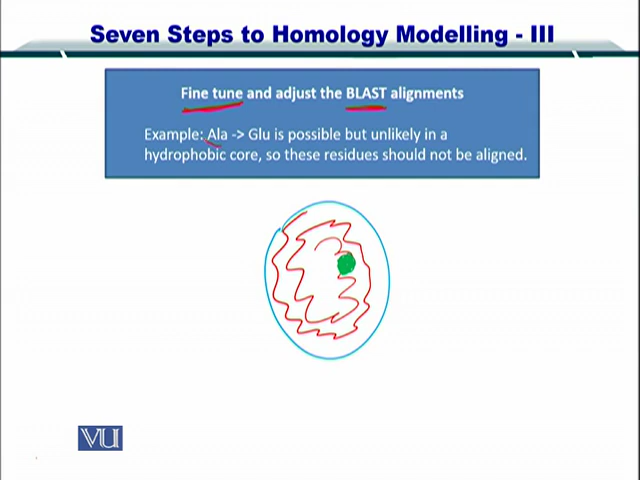 Seven Steps to Homology Modelling - III
Fine tune and adjust the BLAST alignments
Example: Ala -> Glu is possible but unlikely in a
hydrophobic core, so these residues should not be aligned.
VU